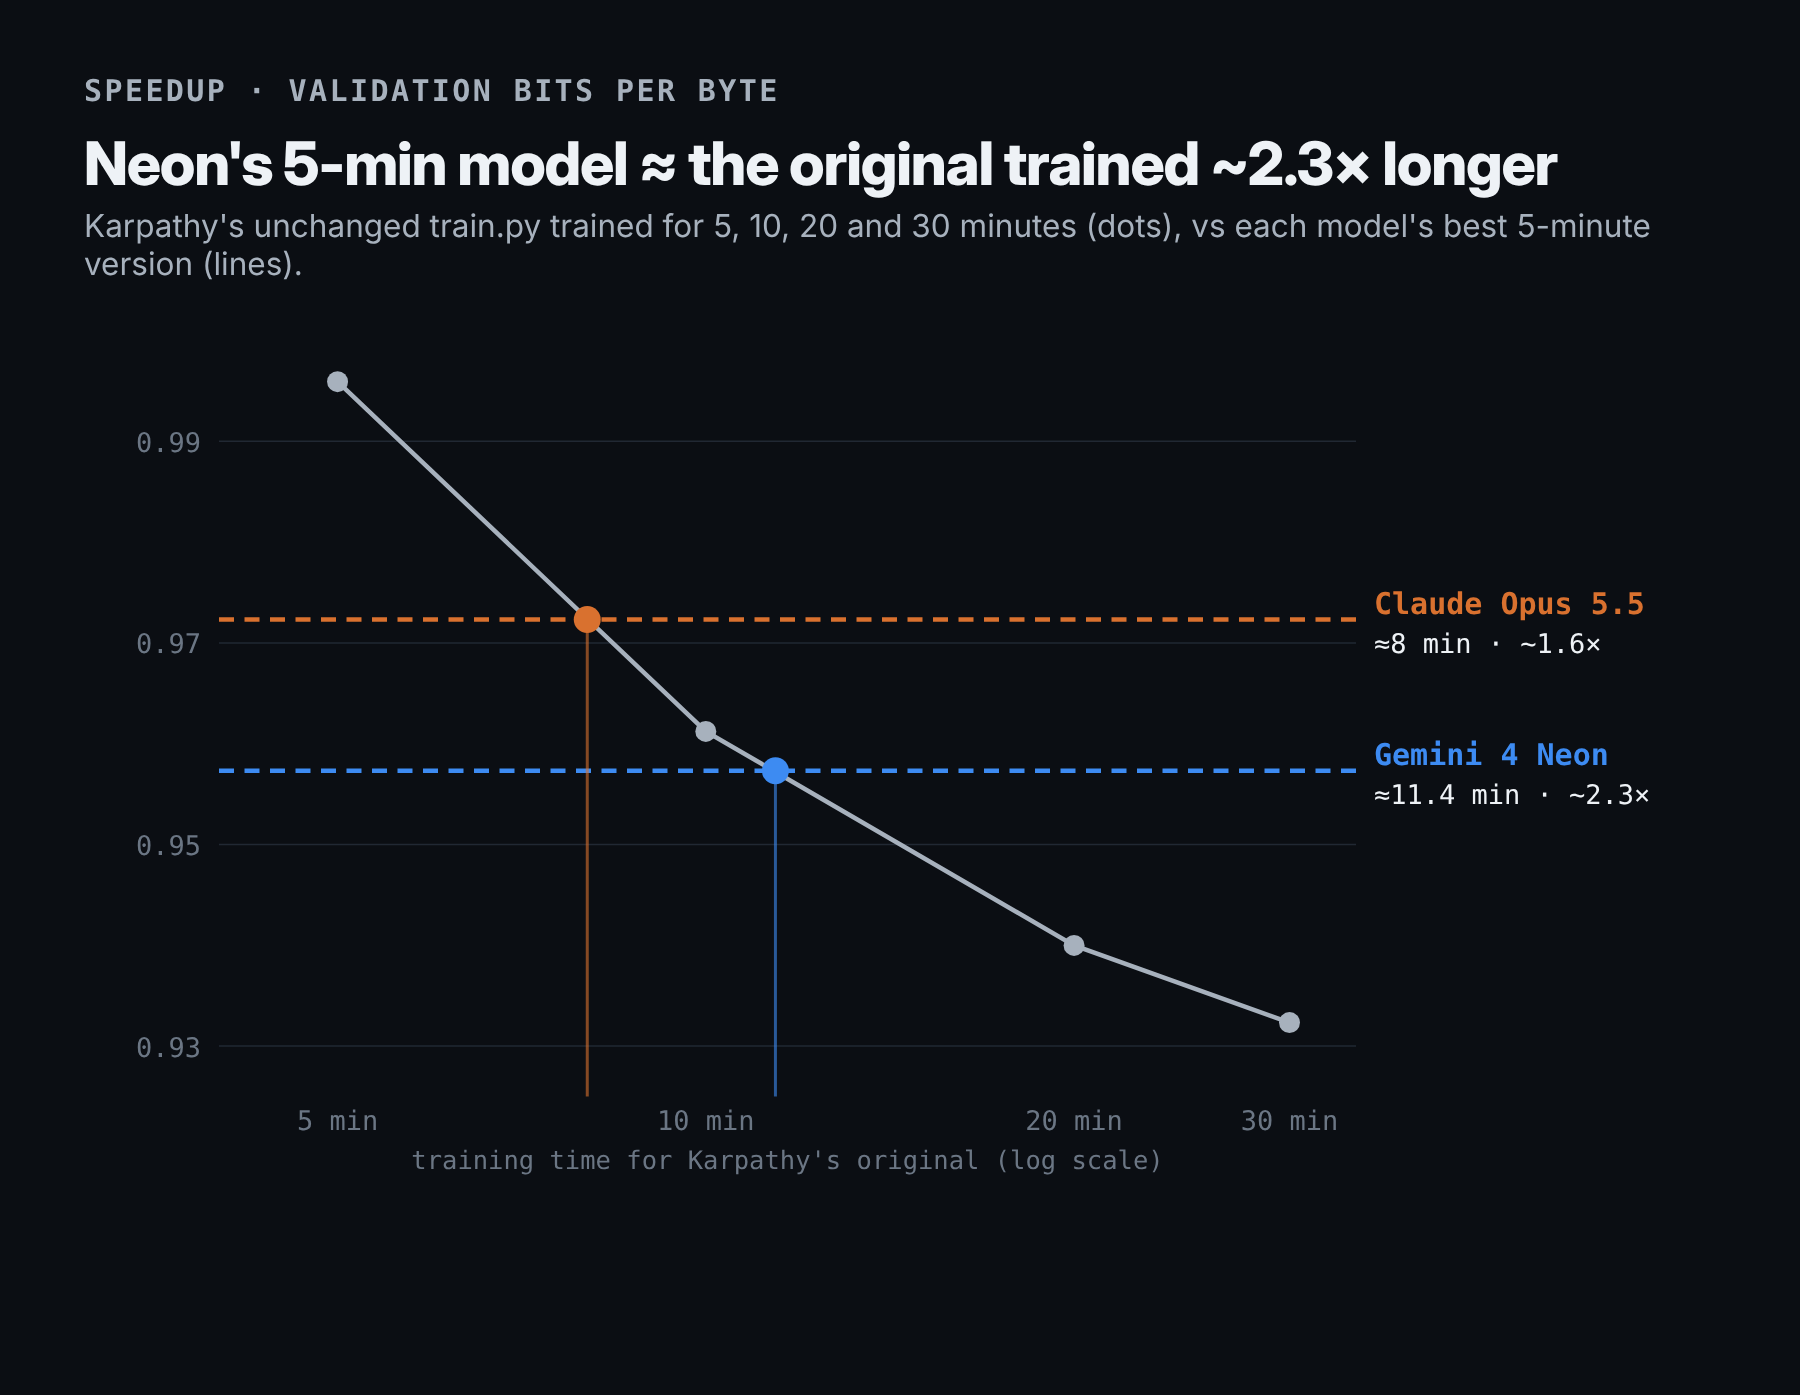 SPEEDUP · VALIDATION BITS PER BYTE
Neon's 5-min model ≈ the original trained ~2.3× longer
Karpathy's unchanged train.py trained for 5, 10, 20 and 30 minutes (dots), vs each model's best 5-minute
version (lines).
0.99
Claude Opus 5.5
0.97
≈8 min · ~1.6×
Gemini 4 Neon
≈11.4 min · ~2.3×
0.95
0.93
5 min 10 min 20 min 30 min
training time for Karpathy's original (log scale)